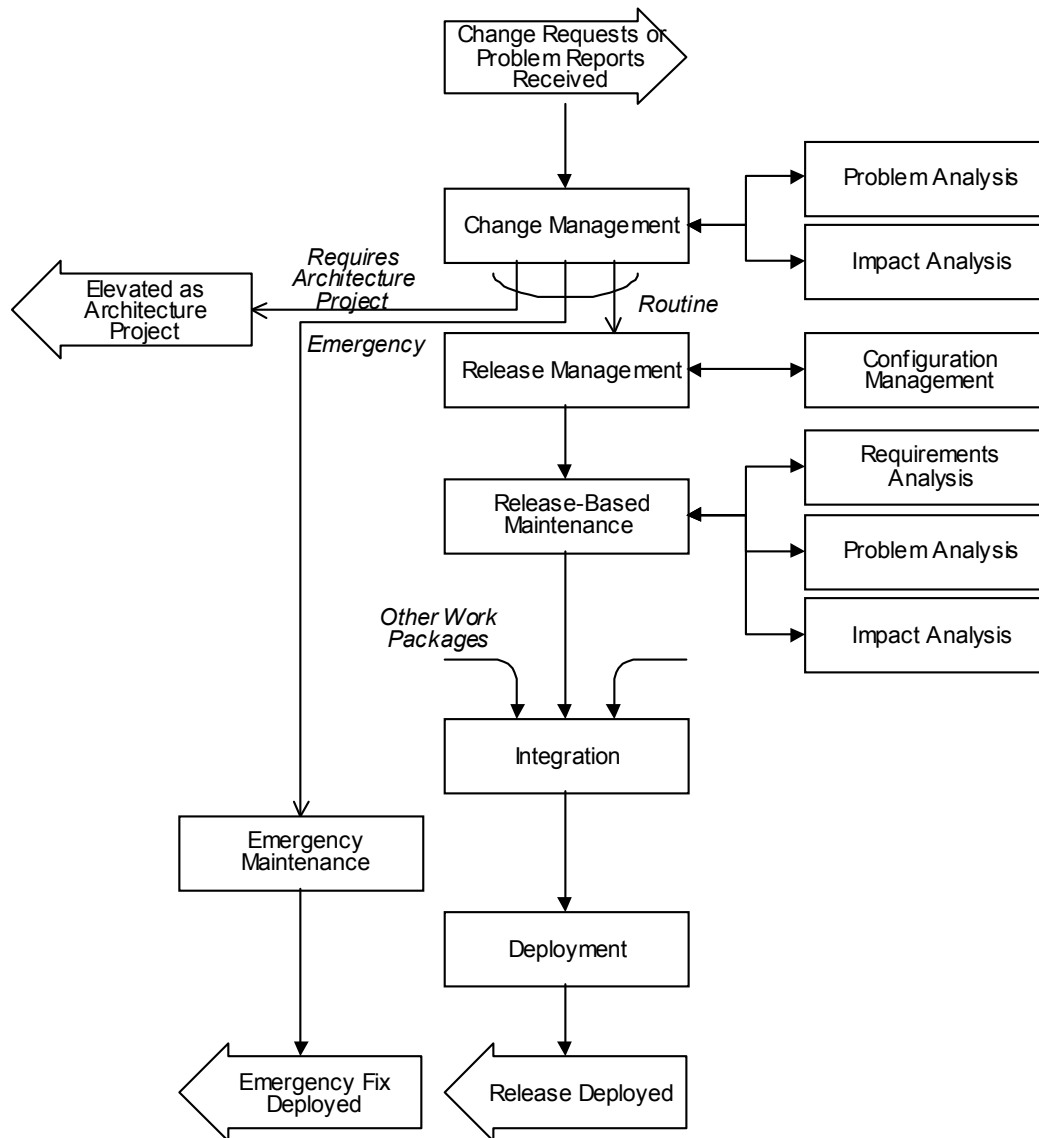 Change Requests or
Problem Reports
Received
Problem Analysis
Change Management
Impact Analysis
Requires
Architecture
Project
Elevated as
Architecture
Project
Routine
Emergency
Release Management
Configuration
Management
Requirements
Analysis
Release-Based
Maintenance
Problem Analysis
Impact Analysis
Other Work
Packages
Integration
Emergency
Maintenance
Deployment
Emergency Fix
Deployed
Release Deployed